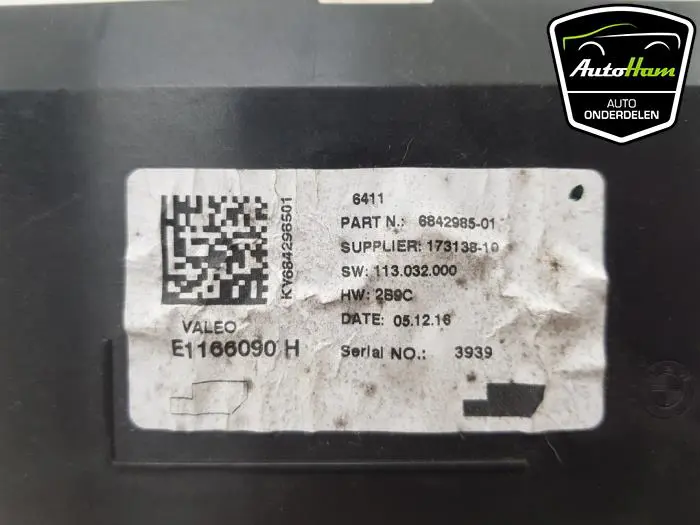 AutoHam
AUTO
ONDERDELEN
6411
PART N.: 6842985-01
SUPPLIER: 173138-10
SW: 113.032.000
HW: 2B9C
DATE: 05.12.16
Serial NO.: 3939
KV684298501
VALEO
E1166090 H